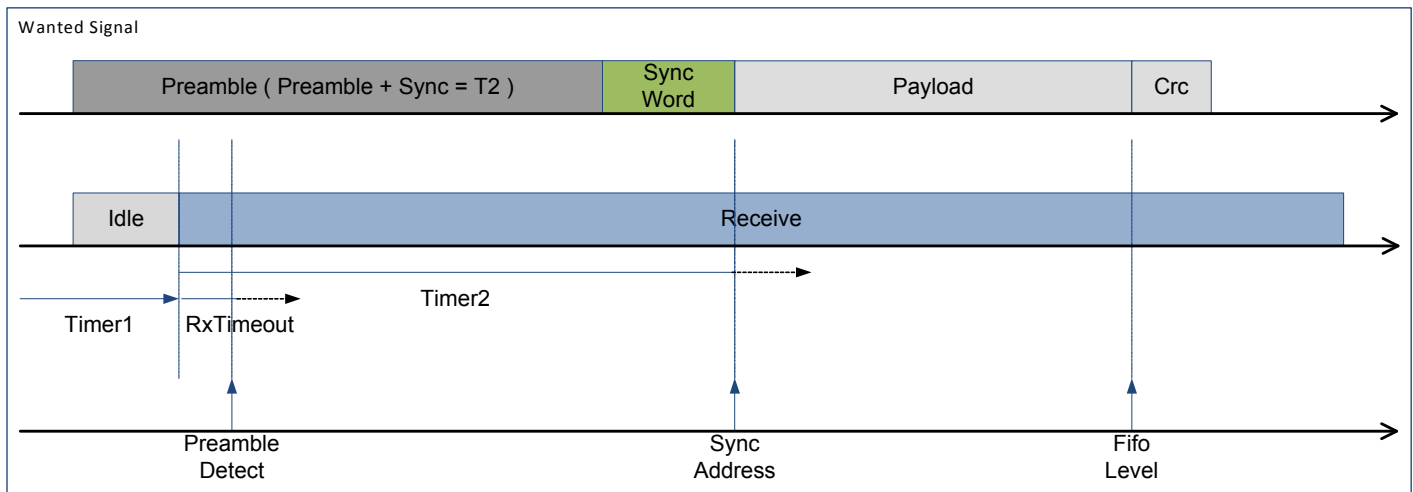 Wanted Signal
Preamble ( Preamble + Sync = T2 )
Sync
Word
Payload
Crc
Idle
Receive
Timer2
Timer1
RxTimeout
Preamble
Detect
Sync
Address
Fifo
Level